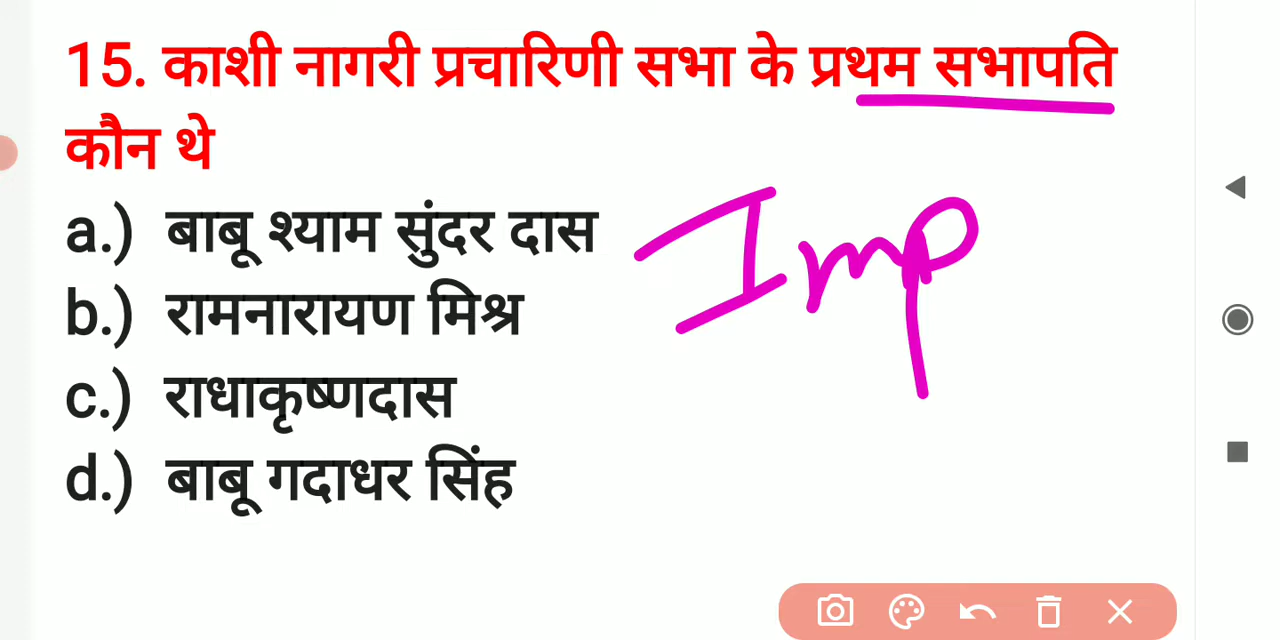 15. काशी नागरी प्रचारिणी सभा के प्रथम सभापति
कौन थे
a.) बाबू श्याम सुंदर दास
Imp
b.) रामनारायण मिश्र
c.) राधाकृष्णदास
d.) बाबू गदाधर सिंह